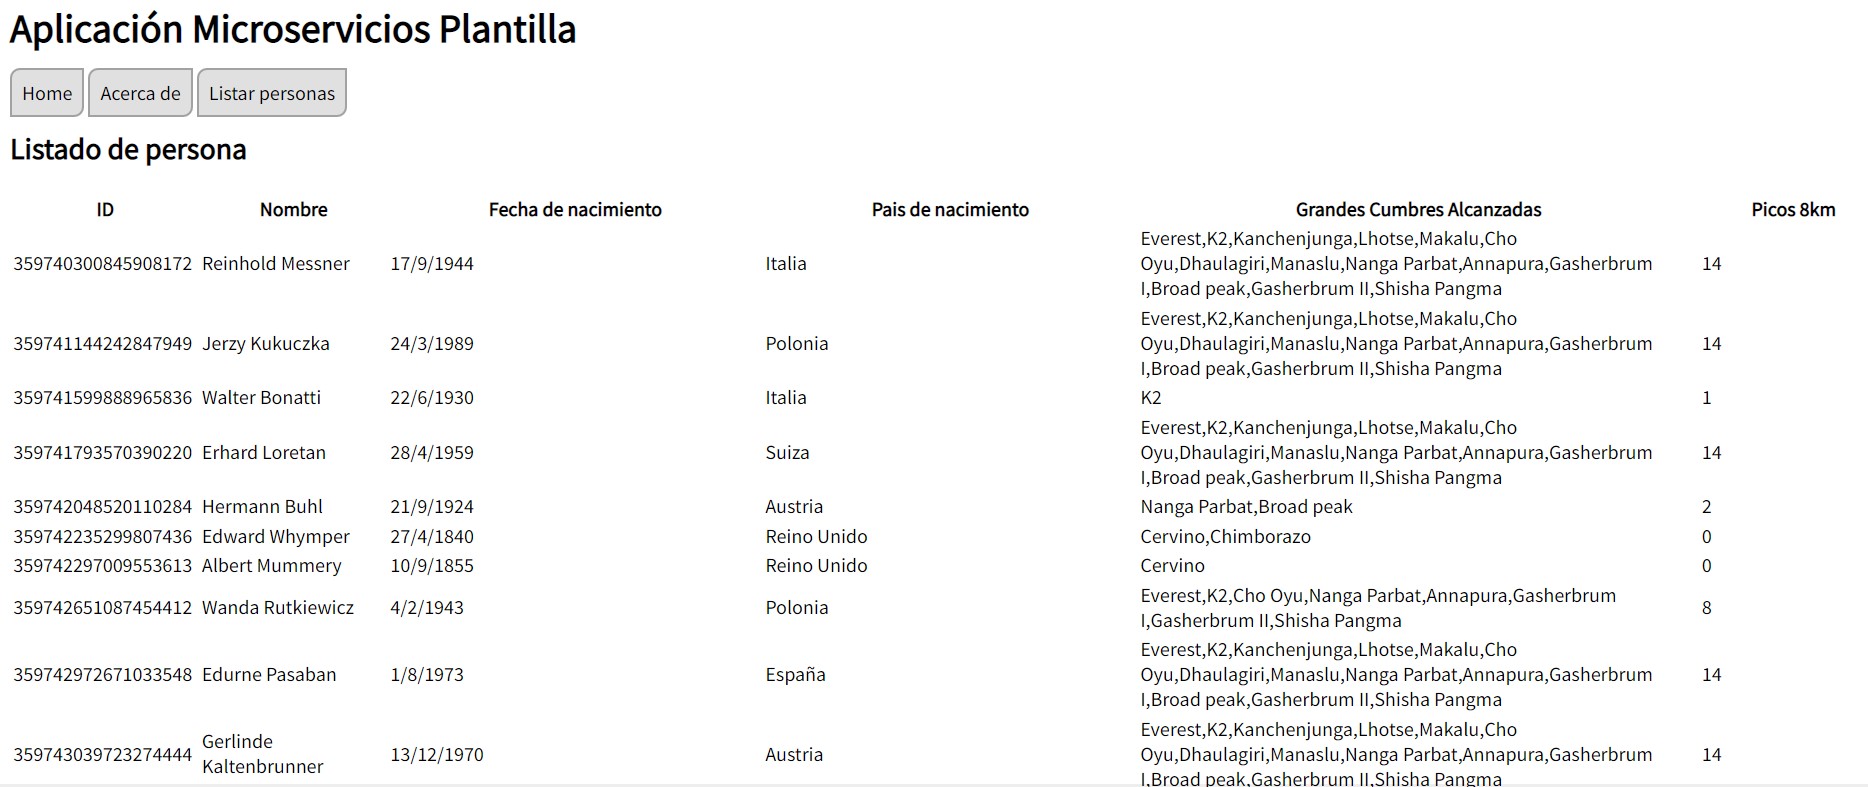 Aplicación Microservicios Plantilla
Home Acerca de Listar personas
Listado de persona
ID Nombre Fecha de nacimiento Pais de nacimiento Grandes Cumbres Alcanzadas Picos 8km
Everest,K2,Kanchenjunga,Lhotse,Makalu,Cho
359740300845908172 Reinhold Messner 17/9/1944 Italia Oyu,Dhaulagiri,Manaslu,Nanga Parbat,Annapura,Gasherbrum 14
I,Broad peak,Gasherbrum II,Shisha Pangma
Everest,K2,Kanchenjunga,Lhotse,Makalu,Cho
359741144242847949 Jerzy Kukuczka 24/3/1989 Polonia Oyu,Dhaulagiri,Manaslu,Nanga Parbat,Annapura,Gasherbrum 14
I,Broad peak,Gasherbrum II,Shisha Pangma
359741599888965836 Walter Bonatti 22/6/1930 Italia K2 1
Everest,K2,Kanchenjunga,Lhotse,Makalu,Cho
359741793570390220 Erhard Loretan 28/4/1959 Suiza Oyu,Dhaulagiri,Manaslu,Nanga Parbat,Annapura,Gasherbrum 14
I,Broad peak,Gasherbrum II,Shisha Pangma
359742048520110284 Hermann Buhl 21/9/1924 Austria Nanga Parbat,Broad peak 2
359742235299807436 Edward Whymper 27/4/1840 Reino Unido Cervino,Chimborazo 0
359742297009553613 Albert Mummery 10/9/1855 Reino Unido Cervino 0
Everest,K2,Cho Oyu,Nanga Parbat,Annapura,Gasherbrum
359742651087454412 Wanda Rutkiewicz 4/2/1943 Polonia 8
I,Gasherbrum II,Shisha Pangma
Everest,K2,Kanchenjunga,Lhotse,Makalu,Cho
359742972671033548 Edurne Pasaban 1/8/1973 España Oyu,Dhaulagiri,Manaslu,Nanga Parbat,Annapura,Gasherbrum 14
I,Broad peak,Gasherbrum II,Shisha Pangma
Everest,K2,Kanchenjunga,Lhotse,Makalu,Cho
359743039723274444 Gerlinde Kaltenbrunner 13/12/1970 Austria Oyu,Dhaulagiri,Manaslu,Nanga Parbat,Annapura,Gasherbrum 14
I,Broad peak,Gasherbrum II,Shisha Pangma